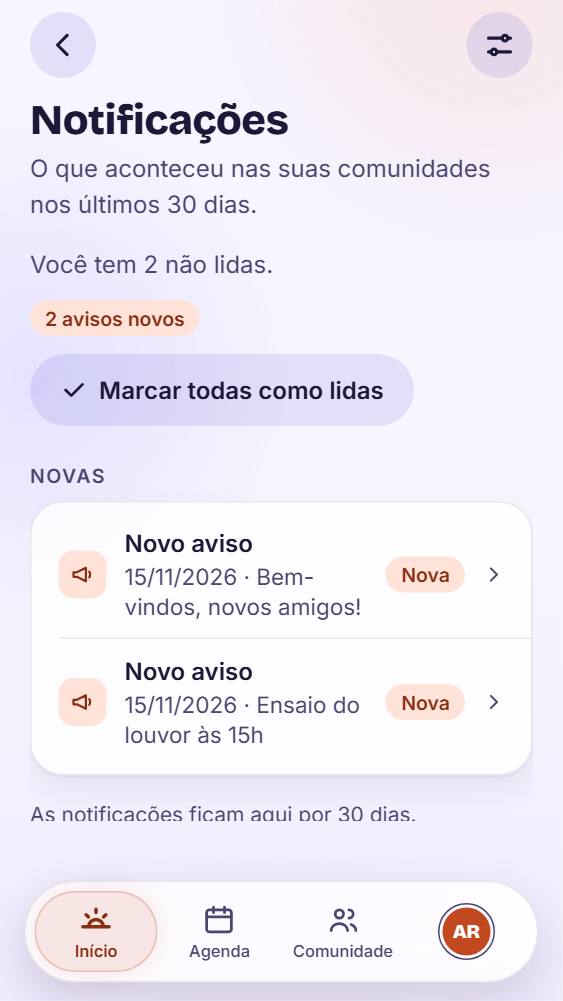 Notificações
O que aconteceu nas suas comunidades
nos últimos 30 dias.
Você tem 2 não lidas.
2 avisos novos
Marcar todas como lidas
NOVAS
Novo aviso
15/11/2026 · Bem-
vindos, novos amigos!
Nova
Novo aviso
15/11/2026 · Ensaio do
louvor às 15h
Nova
As notificações ficam aqui por 30 dias.
Início
Agenda
Comunidade
AR